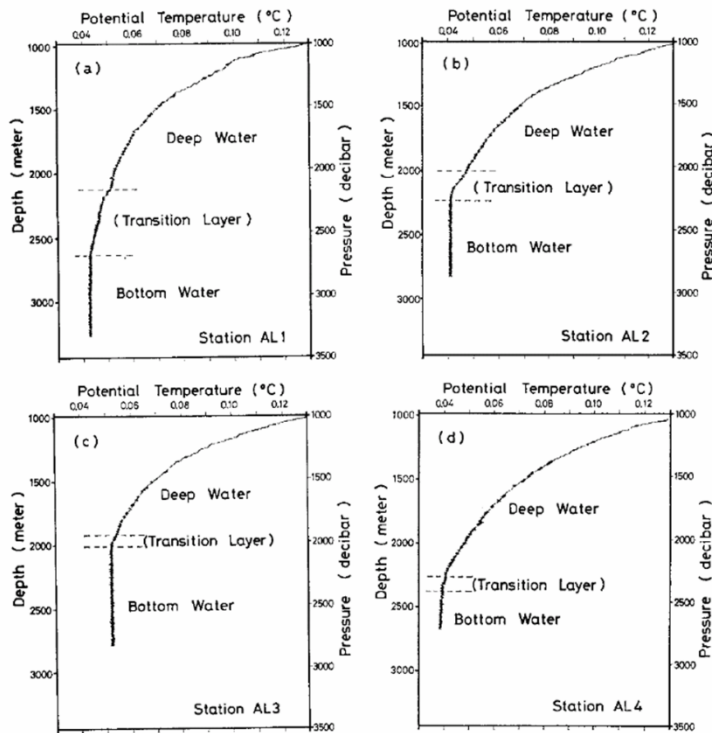 Potential Temperature (°C)
0.04 0.06 0.08 0.10 0.12
1000
1500
2000
2500
3000
Depth (meter)
1000
1500
2000
2500
3000
3500
Pressure (decibar)
(a)
Deep Water
(Transition Layer)
Bottom Water
Station AL1
Potential Temperature (°C)
0.04 0.06 0.08 0.10 0.12
1000
1500
2000
2500
3000
Depth (meter)
1000
1500
2000
2500
3000
3500
Pressure (decibar)
(b)
Deep Water
(Transition Layer)
Bottom Water
Station AL2
Potential Temperature (°C)
0.04 0.06 0.08 0.10 0.12
1000
1500
2000
2500
3000
Depth (meter)
1000
1500
2000
2500
3000
3500
Pressure (decibar)
(c)
Deep Water
(Transition Layer)
Bottom Water
Station AL3
Potential Temperature (°C)
0.04 0.06 0.08 0.10 0.12
1000
1500
2000
2500
3000
Depth (meter)
1000
1500
2000
2500
3000
3500
Pressure (decibar)
(d)
Deep Water
(Transition Layer)
Bottom Water
Station AL4